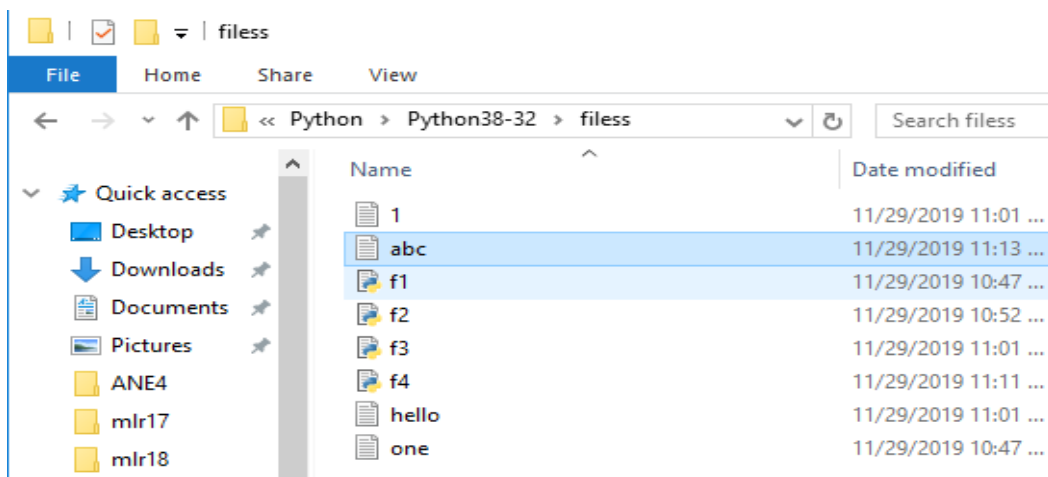 filess
File Home Share View
« Python > Python38-32 > filess Search filess
Name Date modified
Quick access
Desktop
Downloads
Documents
Pictures
ANE4
mlr17
mlr18
1 11/29/2019 11:01 ...
abc 11/29/2019 11:13 ...
f1 11/29/2019 10:47 ...
f2 11/29/2019 10:52 ...
f3 11/29/2019 11:01 ...
f4 11/29/2019 11:11 ...
hello 11/29/2019 11:01 ...
one 11/29/2019 10:47 ...